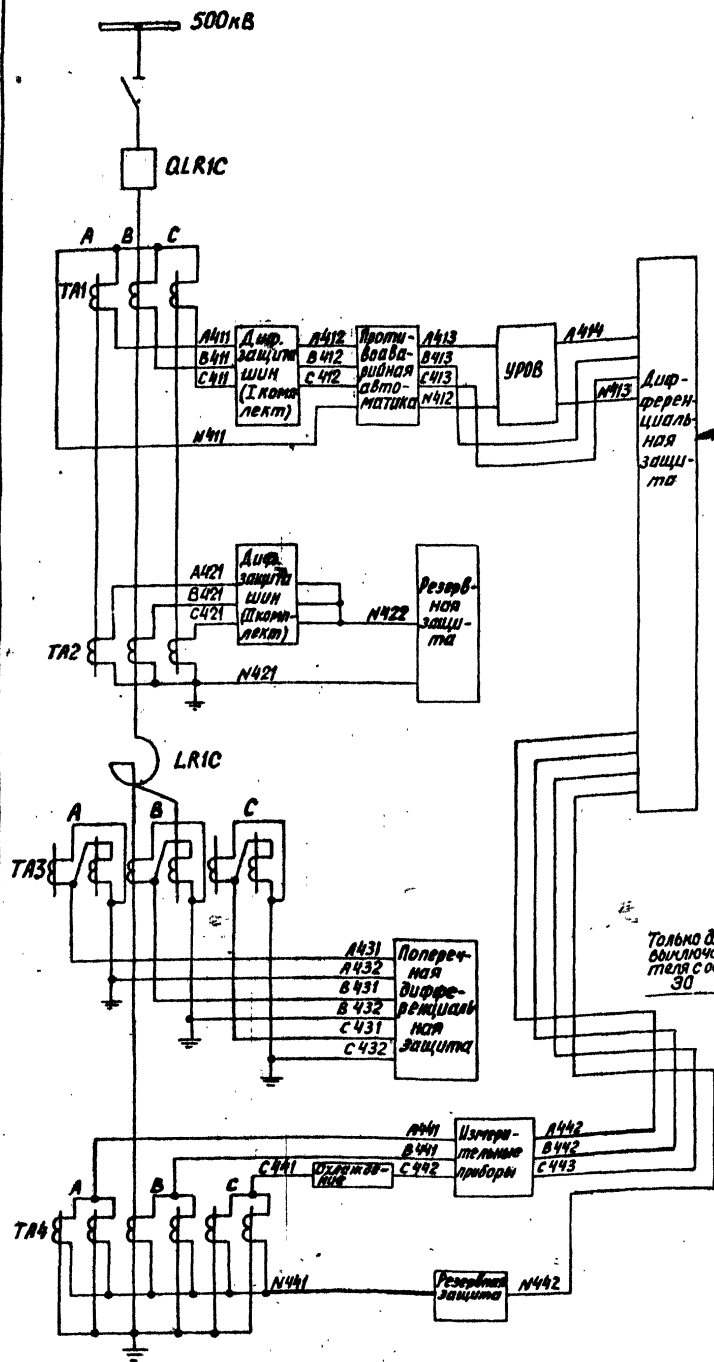 500кВ
QLR1C
A B C
TA1
A411
B411
C411
N411
Диф.
защита
шин
(I комп
лект)
A412
B412
C412
Проти-
воава-
рийная
авто-
матика
A413
B413
C413
N412
УРОВ
A414
N413
Диф-
ферен-
циаль-
ная
защи-
та
A421
B421
C421
Диф.
защита
шин
(II комп-
лект)
N422
Резерв-
ная
защи-
та
TA2
N421
LR1C
A B C
TA3
A431
A432
B431
B432
C431
C432
Попереч-
ная
диффе-
ренциаль
ная
защита
Только д
выключа
теля с о
ЭО
A441
B441
C441
Охлажде-
ние
C442
Измери-
тельные
приборы
A442
B442
C443
A B C
TA4
N441
Резервная
защита
N442